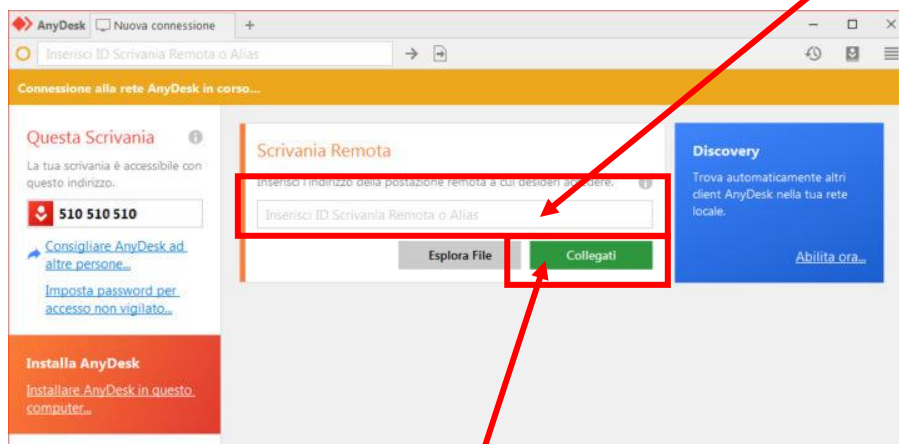 AnyDesk Nuova connessione +
Inserisci ID Scrivania Remota o Alias
Connessione alla rete AnyDesk in corso...
Questa Scrivania
La tua scrivania è accessibile con
questo indirizzo.
510 510 510
Consigliare AnyDesk ad
altre persone...
Imposta password per
accesso non vigilato...
Installa AnyDesk
Installare AnyDesk in questo
computer...
Scrivania Remota
Inserisci l'indirizzo della postazione remota a cui desideri accedere.
Inserisci ID Scrivania Remota o Alias
Esplora File
Collegati
Discovery
Trova automaticamente altri
client AnyDesk nella tua rete
locale.
Abilita ora...